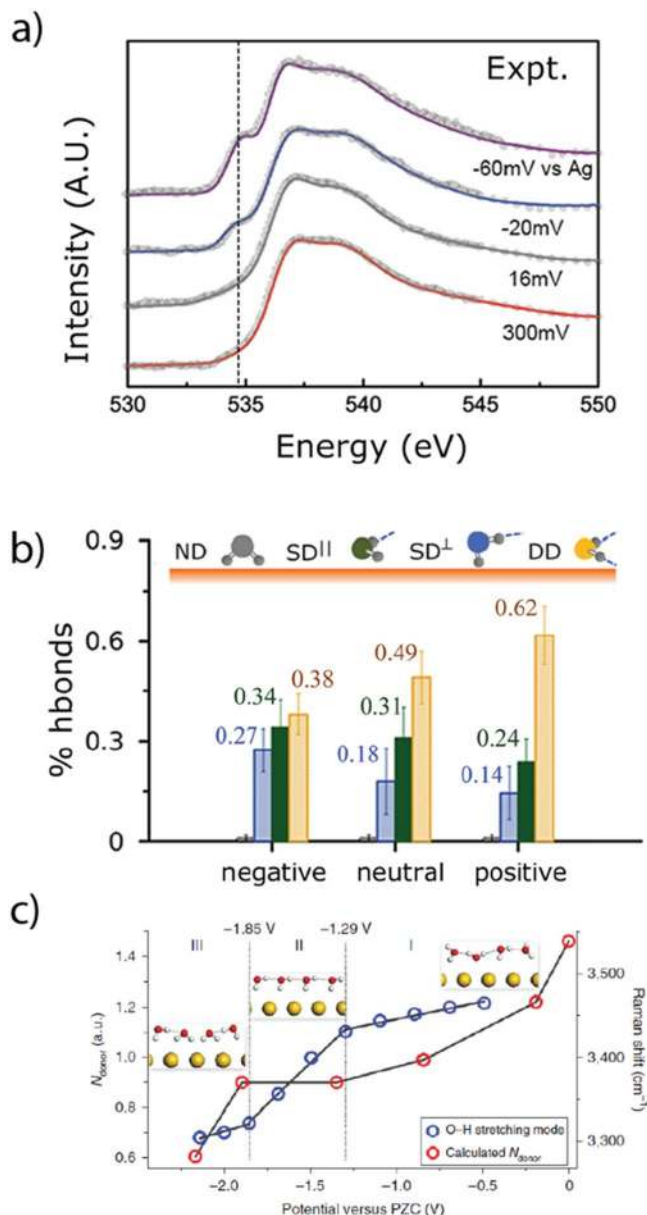 a)
Expt.
-60mV vs Ag
-20mV
16mV
300mV
Intensity (A.U.)
530 535 540 545 550
Energy (eV)
b)
ND SD|| SD⊥ DD
0.9
0.6
0.3
0
% hbonds
0.27 0.34 0.38
0.18 0.31 0.49
0.14 0.24 0.62
negative neutral positive
c)
−1.85 V −1.29 V
III II I
1.4
1.2
1.0
0.8
0.6
N donor (a.u.)
3,500
3,400
3,300
Raman shift (cm⁻¹)
O–H stretching mode
Calculated N donor
−2.0 −1.5 −1.0 −0.5 0
Potential versus PZC (V)